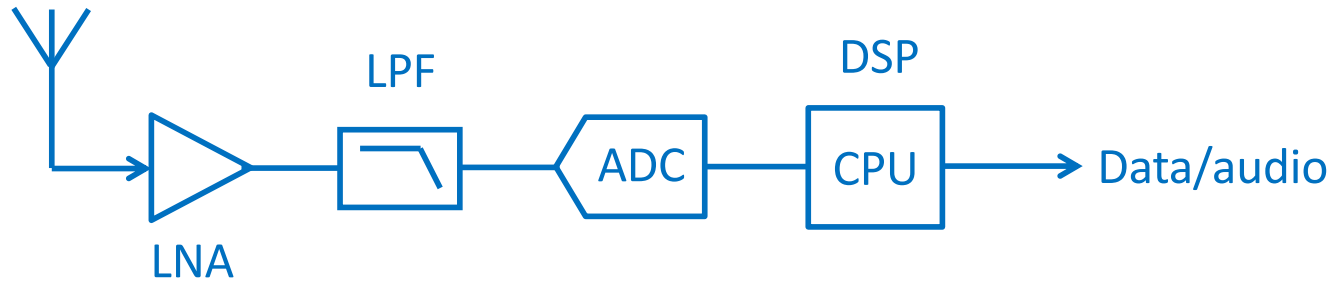 LNA
LPF
ADC
DSP
CPU
Data/audio